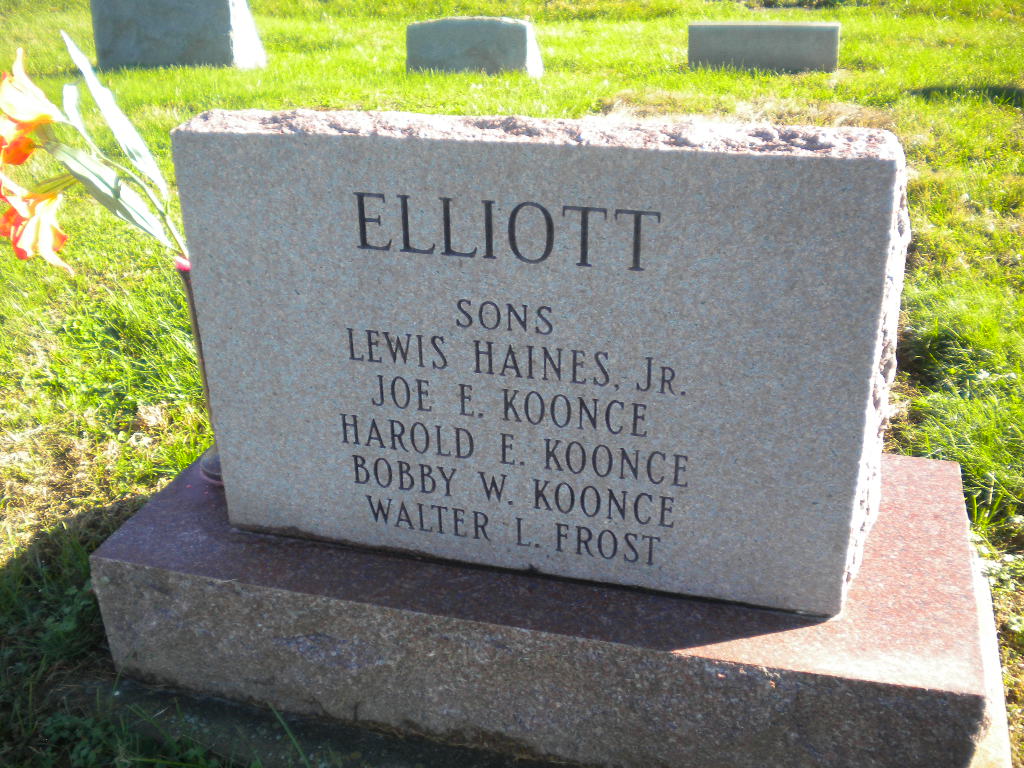 ELLIOTT
SONS
LEWIS HAINES, JR.
JOE E. KOONCE
HAROLD E. KOONCE
BOBBY W. KOONCE
WALTER L. FROST